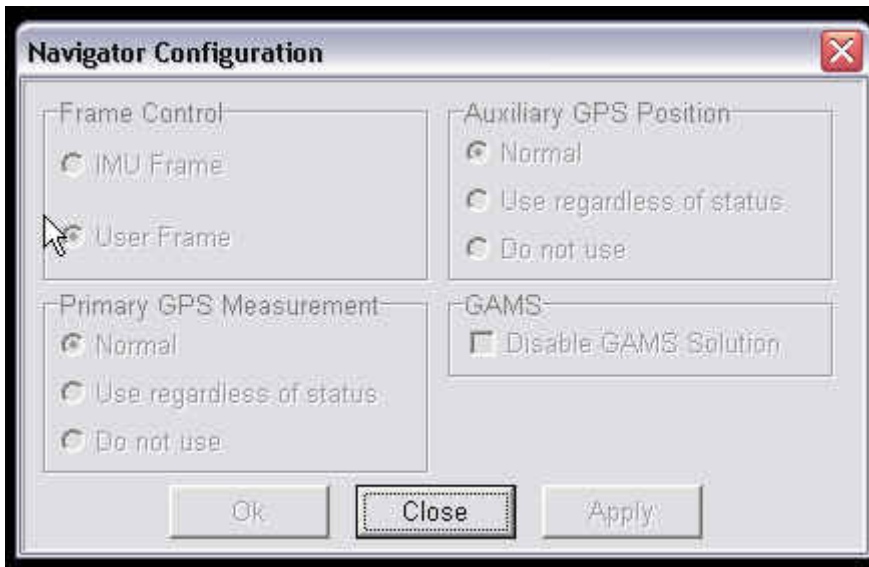 Navigator Configuration
Frame Control
IMU Frame
User Frame
Auxiliary GPS Position
Normal
Use regardless of status
Do not use
Primary GPS Measurement
Normal
Use regardless of status
Do not use
GAMS
Disable GAMS Solution
Ok
Close
Apply